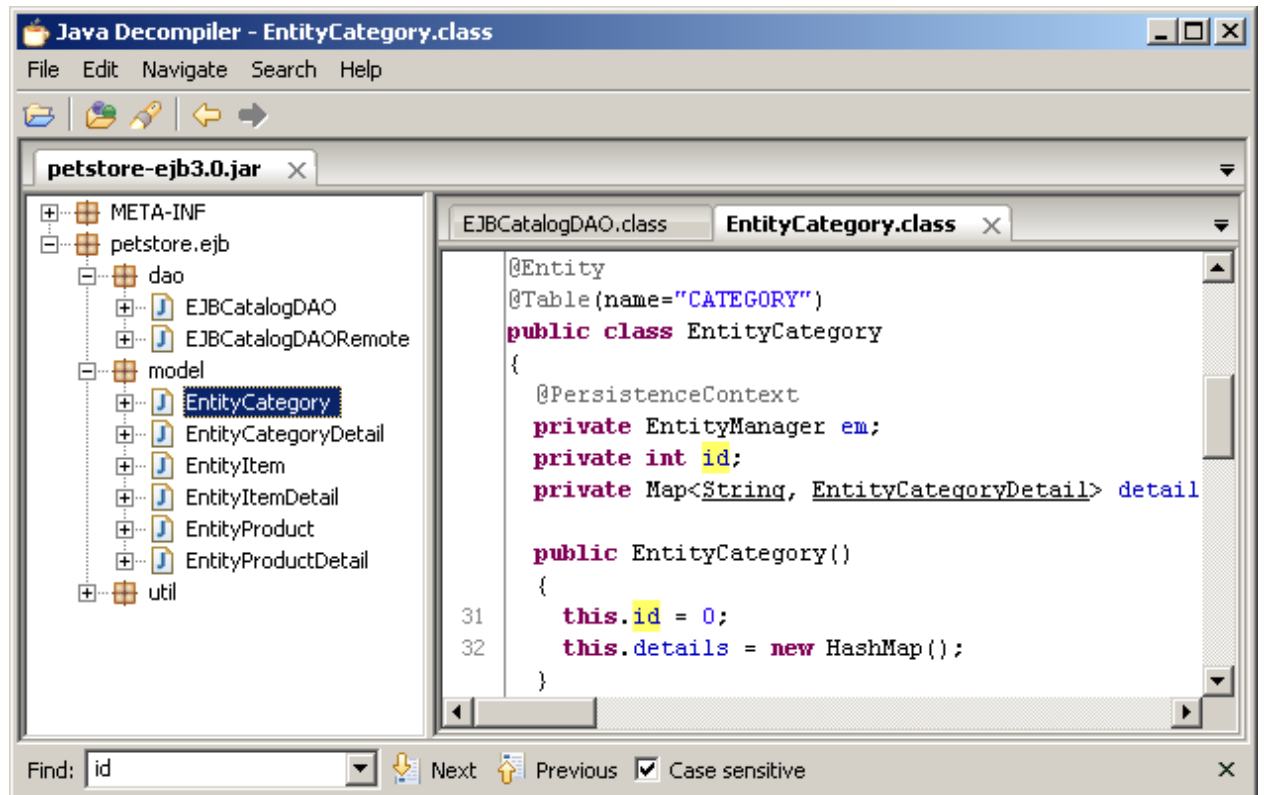 Java Decompiler - EntityCategory.class
File Edit Navigate Search Help
petstore-ejb3.0.jar
META-INF
petstore.ejb
dao
EJBCatalogDAO
EJBCatalogDAORemote
model
EntityCategory
EntityCategoryDetail
EntityItem
EntityItemDetail
EntityProduct
EntityProductDetail
util
EJBCatalogDAO.class EntityCategory.class
@Entity
@Table(name="CATEGORY")
public class EntityCategory
{
@PersistenceContext
private EntityManager em;
private int id;
private Map<String, EntityCategoryDetail> detail
public EntityCategory()
{
31 this.id = 0;
32 this.details = new HashMap();
}
Find: id Next Previous Case sensitive